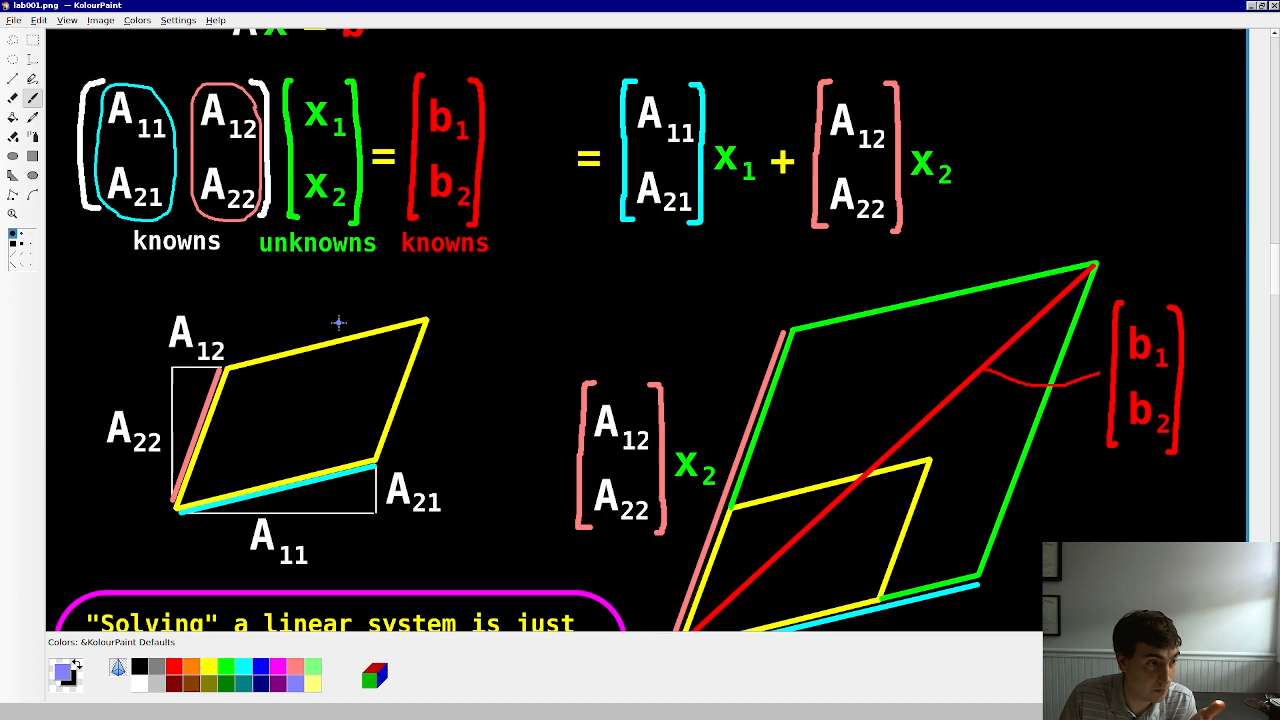 lab001.png — KolourPaint
File Edit View Image Colors Settings Help
A x = b
A11 A12 x1 = b1 = A11 x1 + A12 x2
A21 A22 x2 b2 A21 A22
knowns unknowns knowns
A12
A22
A21
A11
A12 x2
A22
b1
b2
"Solving" a linear system is just
Colors: &KolourPaint Defaults